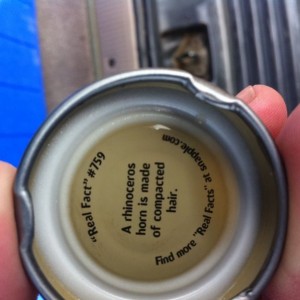 "Real Fact" #759
A rhinoceros
horn is made
of compacted
hair.
Find more "Real Facts" at snapple.com